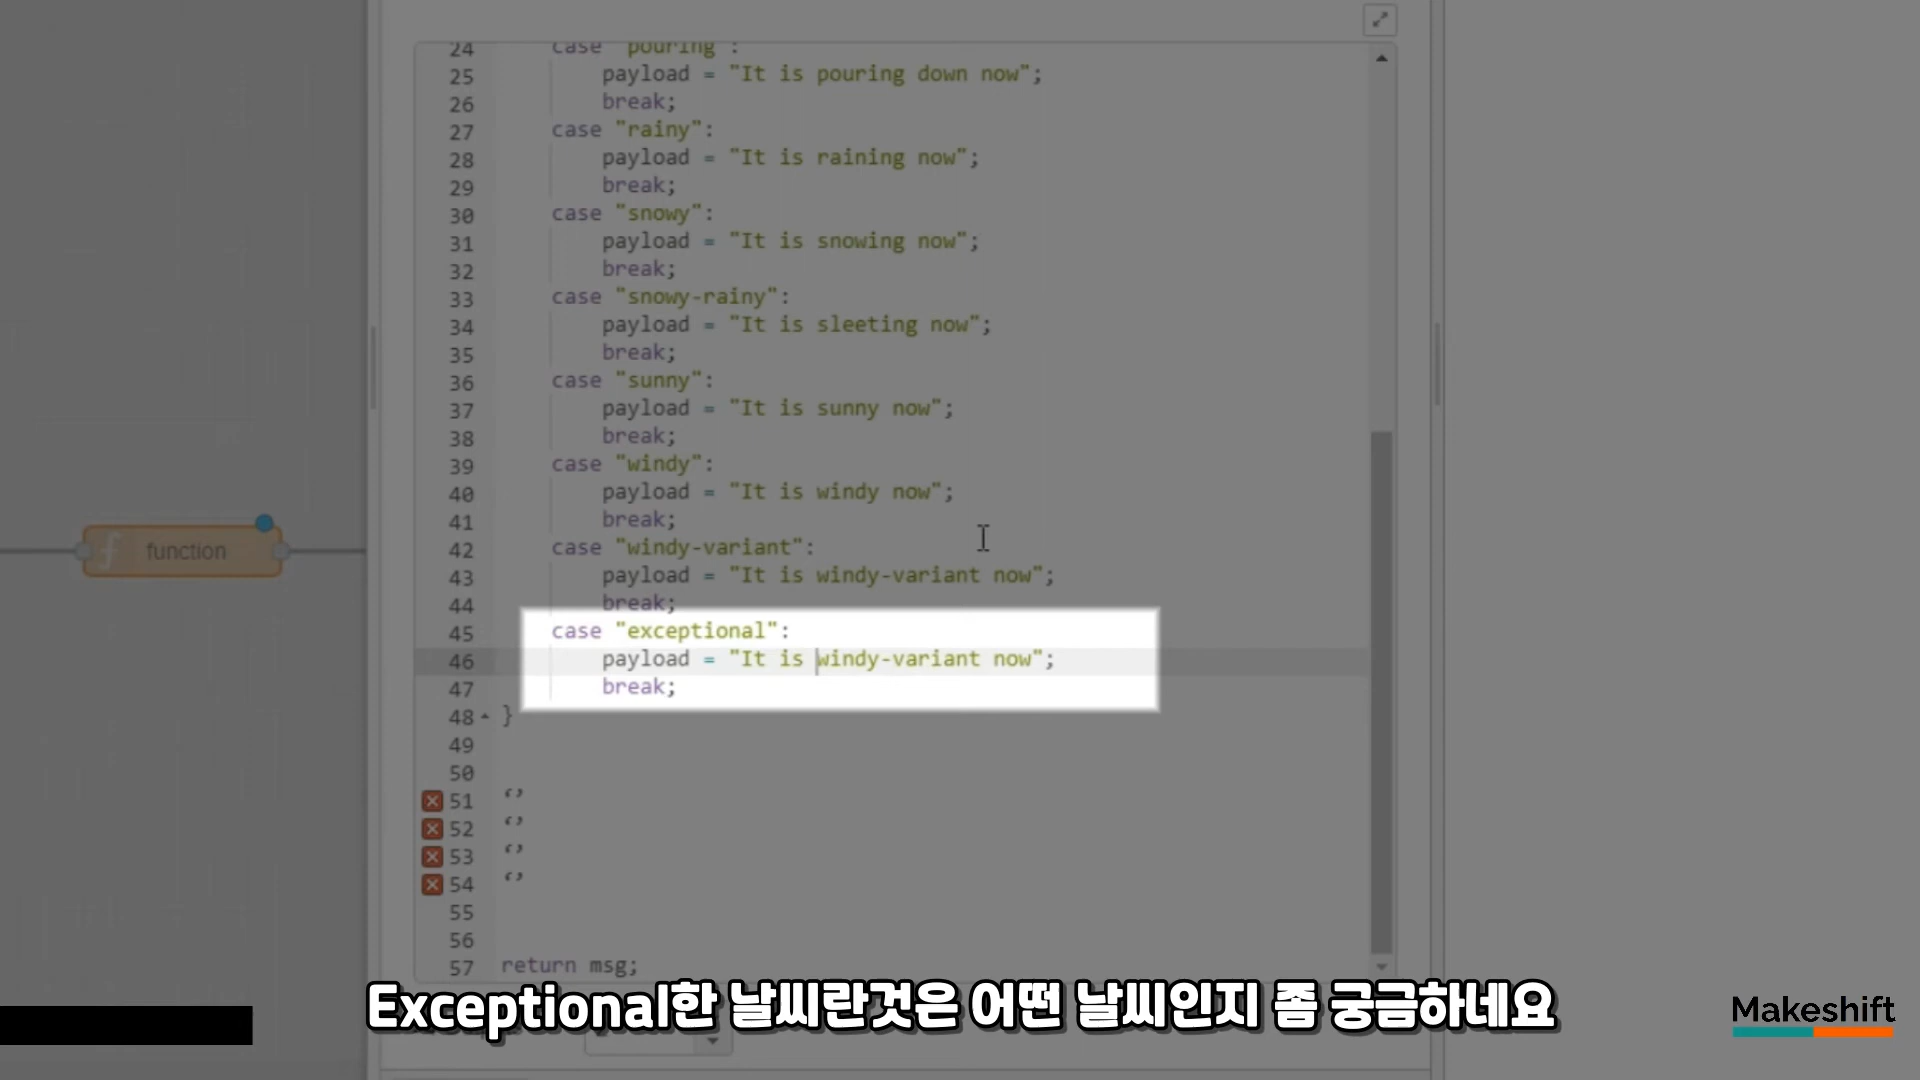 24 case "pouring":
25 payload = "It is pouring down now";
26 break;
27 case "rainy":
28 payload = "It is raining now";
29 break;
30 case "snowy":
31 payload = "It is snowing now";
32 break;
33 case "snowy-rainy":
34 payload = "It is sleeting now";
35 break;
36 case "sunny":
37 payload = "It is sunny now";
38 break;
39 case "windy":
40 payload = "It is windy now";
41 break;
42 case "windy-variant":
43 payload = "It is windy-variant now";
44 break;
45 case "exceptional":
46 payload = "It is windy-variant now";
47 break;
48 }
49
50
51 ‘’
52 ‘’
53 ‘’
54 ‘’
55
56
57 return msg;
function
Exceptional한 날씨란것은 어떤 날씨인지 좀 궁금하네요
Makeshift